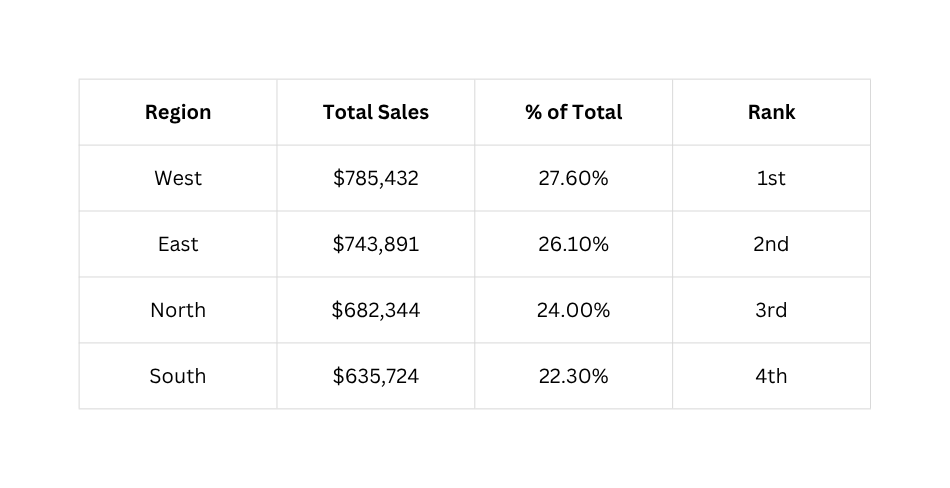 Region Total Sales % of Total Rank
West $785,432 27.60% 1st
East $743,891 26.10% 2nd
North $682,344 24.00% 3rd
South $635,724 22.30% 4th